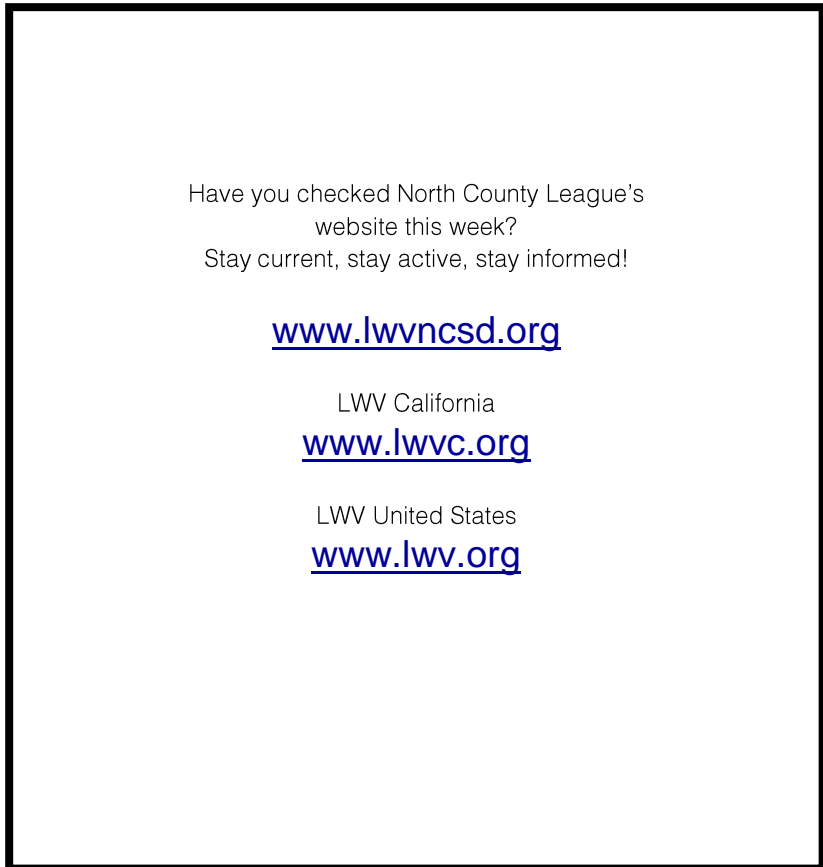 Have you checked North County League’s
website this week?
Stay current, stay active, stay informed!
www.lwvncsd.org
LWV California
www.lwvc.org
LWV United States
www.lwv.org